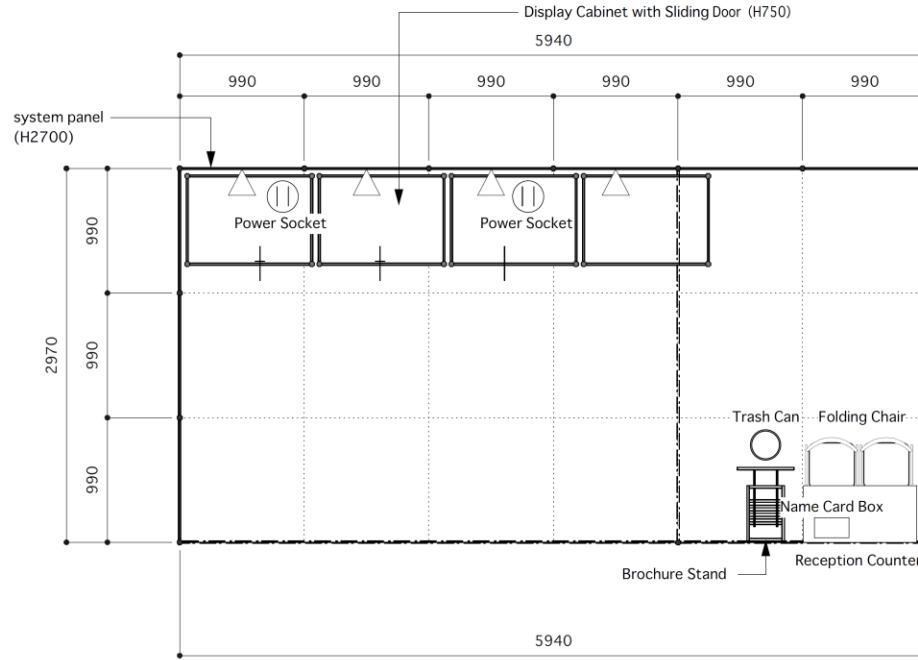 Display Cabinet with Sliding Door (H750)
5940
990 990 990 990 990 990
system panel
(H2700)
Power Socket
Power Socket
990
2970
990
990
Trash Can
Folding Chair
Name Card Box
Brochure Stand
Reception Counter
5940